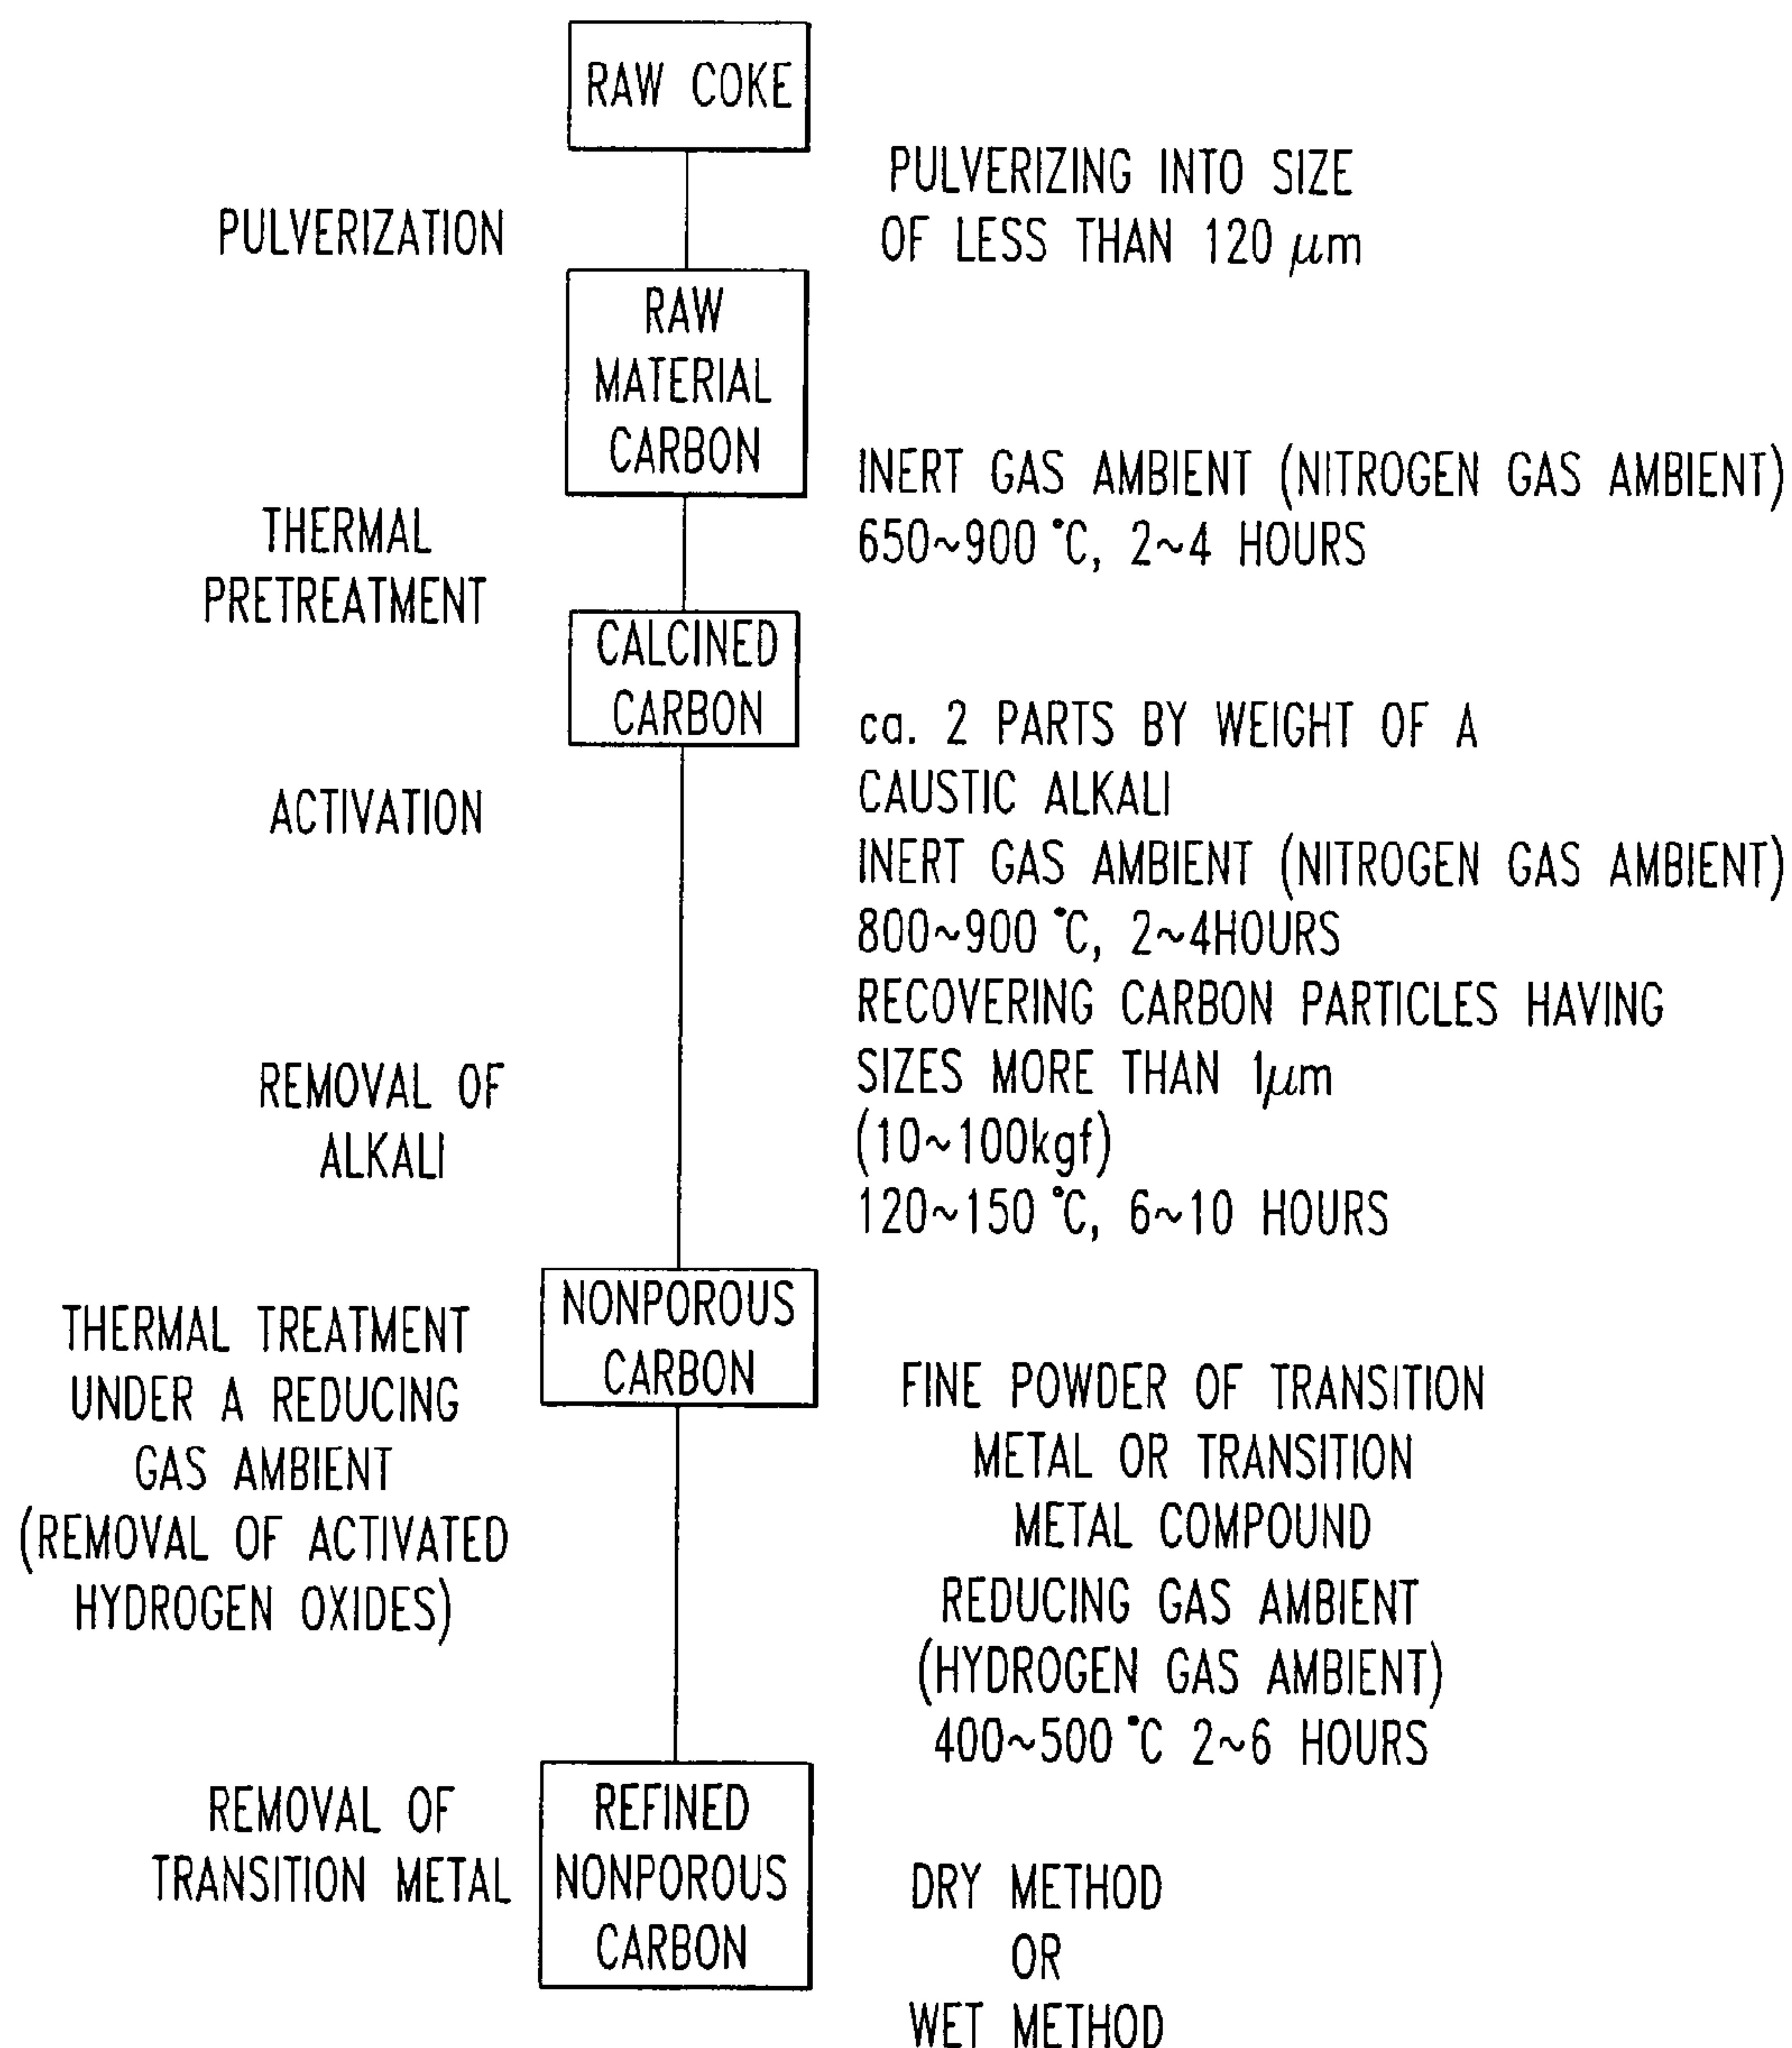 RAW COKE
PULVERIZATION
PULVERIZING INTO SIZE
OF LESS THAN 120 μm
RAW
MATERIAL
CARBON
THERMAL
PRETREATMENT
INERT GAS AMBIENT (NITROGEN GAS AMBIENT)
650~900 °C, 2~4 HOURS
CALCINED
CARBON
ACTIVATION
ca. 2 PARTS BY WEIGHT OF A
CAUSTIC ALKALI
INERT GAS AMBIENT (NITROGEN GAS AMBIENT)
800~900 °C, 2~4HOURS
RECOVERING CARBON PARTICLES HAVING
SIZES MORE THAN 1μm
(10~100kgf)
120~150 °C, 6~10 HOURS
REMOVAL OF
ALKALI
NONPOROUS
CARBON
THERMAL TREATMENT
UNDER A REDUCING
GAS AMBIENT
(REMOVAL OF ACTIVATED
HYDROGEN OXIDES)
FINE POWDER OF TRANSITION
METAL OR TRANSITION
METAL COMPOUND
REDUCING GAS AMBIENT
(HYDROGEN GAS AMBIENT)
400~500 °C 2~6 HOURS
REMOVAL OF
TRANSITION METAL
REFINED
NONPOROUS
CARBON
DRY METHOD
OR
WET METHOD